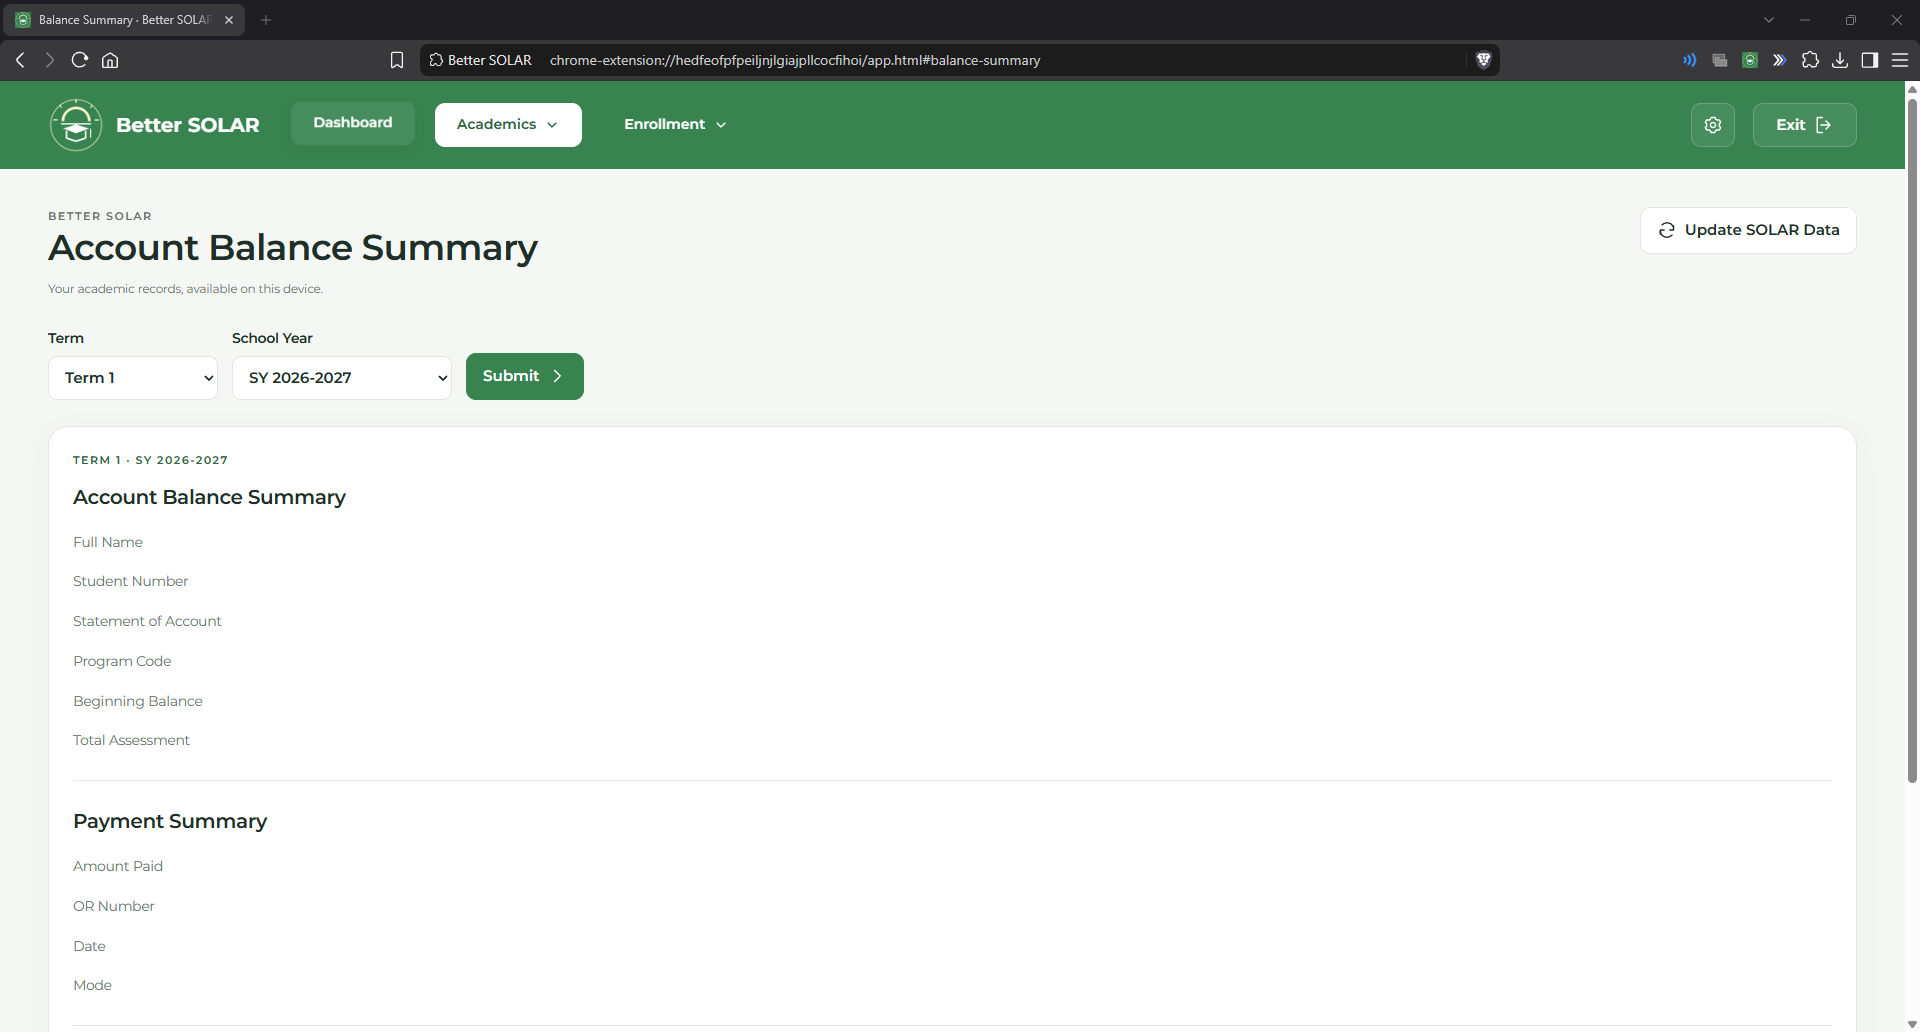 Balance Summary · Better SOLAR
Better SOLAR chrome-extension://hedfeofpfpeiljnjlgiajpllcocfihoi/app.html#balance-summary
Better SOLAR
Dashboard
Academics
Enrollment
Exit
BETTER SOLAR
Account Balance Summary
Your academic records, available on this device.
Update SOLAR Data
Term
School Year
Term 1
SY 2026-2027
Submit
TERM 1 · SY 2026-2027
Account Balance Summary
Full Name
Student Number
Statement of Account
Program Code
Beginning Balance
Total Assessment
Payment Summary
Amount Paid
OR Number
Date
Mode